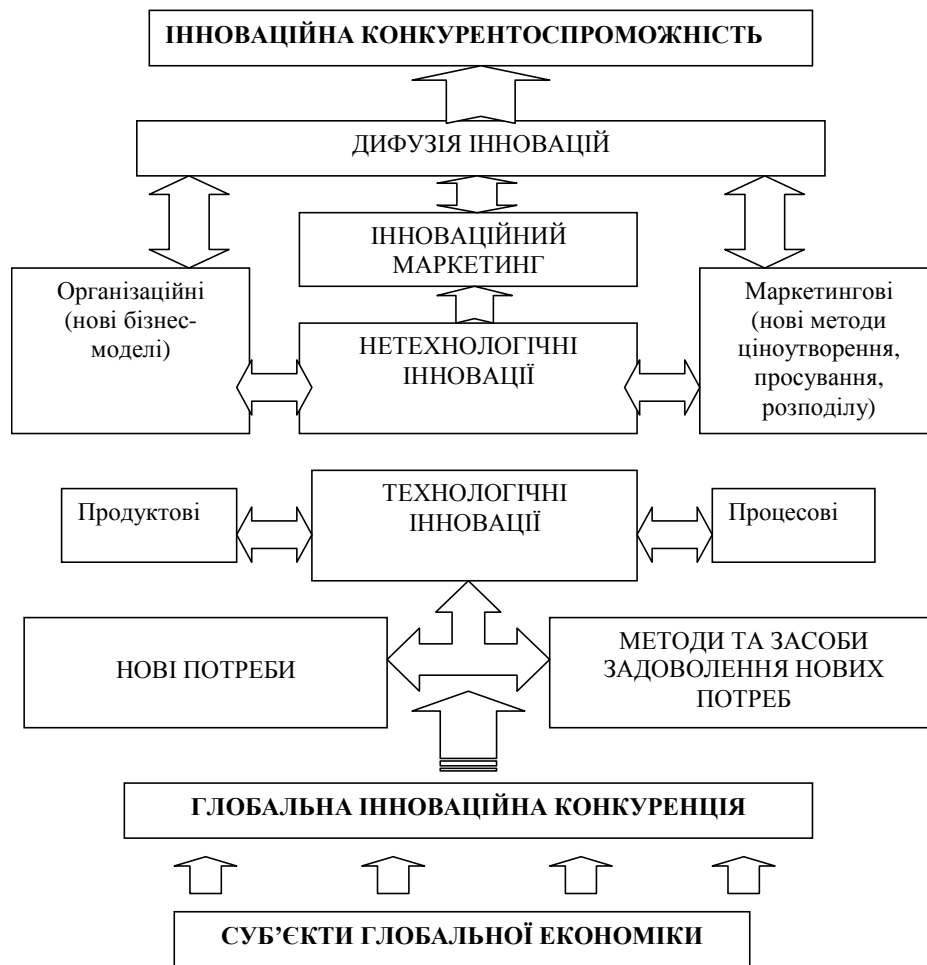 ІННОВАЦІЙНА КОНКУРЕНТОСПРОМОЖНІСТЬ
ДИФУЗІЯ ІННОВАЦІЙ
ІННОВАЦІЙНИЙ
МАРКЕТИНГ
Організаційні
(нові бізнес-
моделі)
НЕТЕХНОЛОГІЧНІ
ІННОВАЦІЇ
Маркетингові
(нові методи
ціноутворення,
просування,
розподілу)
Продуктові
ТЕХНОЛОГІЧНІ
ІННОВАЦІЇ
Процесові
НОВІ ПОТРЕБИ
МЕТОДИ ТА ЗАСОБИ
ЗАДОВОЛЕННЯ НОВИХ
ПОТРЕБ
ГЛОБАЛЬНА ІННОВАЦІЙНА КОНКУРЕНЦІЯ
СУБ’ЄКТИ ГЛОБАЛЬНОЇ ЕКОНОМІКИ